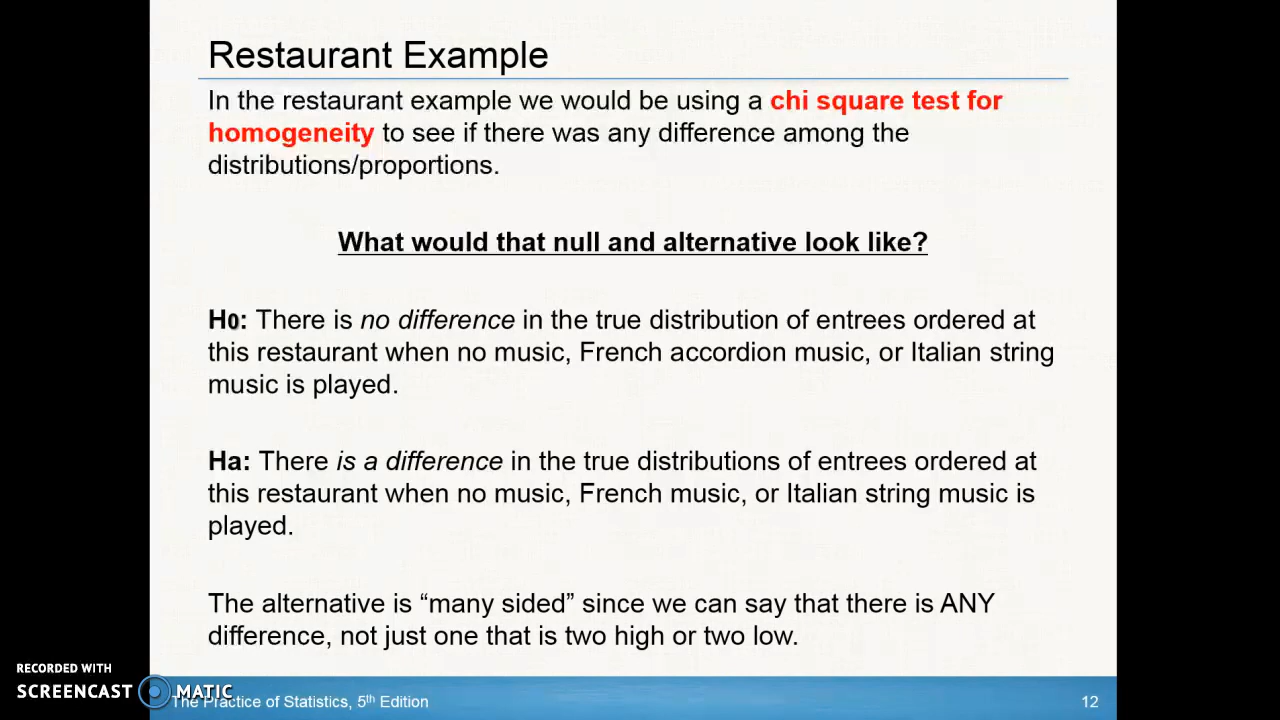 Restaurant Example
In the restaurant example we would be using a chi square test for
homogeneity to see if there was any difference among the
distributions/proportions.
What would that null and alternative look like?
H0: There is no difference in the true distribution of entrees ordered at
this restaurant when no music, French accordion music, or Italian string
music is played.
Ha: There is a difference in the true distributions of entrees ordered at
this restaurant when no music, French music, or Italian string music is
played.
The alternative is “many sided” since we can say that there is ANY
difference, not just one that is two high or two low.
RECORDED WITH
SCREENCAST MATIC
The Practice of Statistics, 5th Edition
12